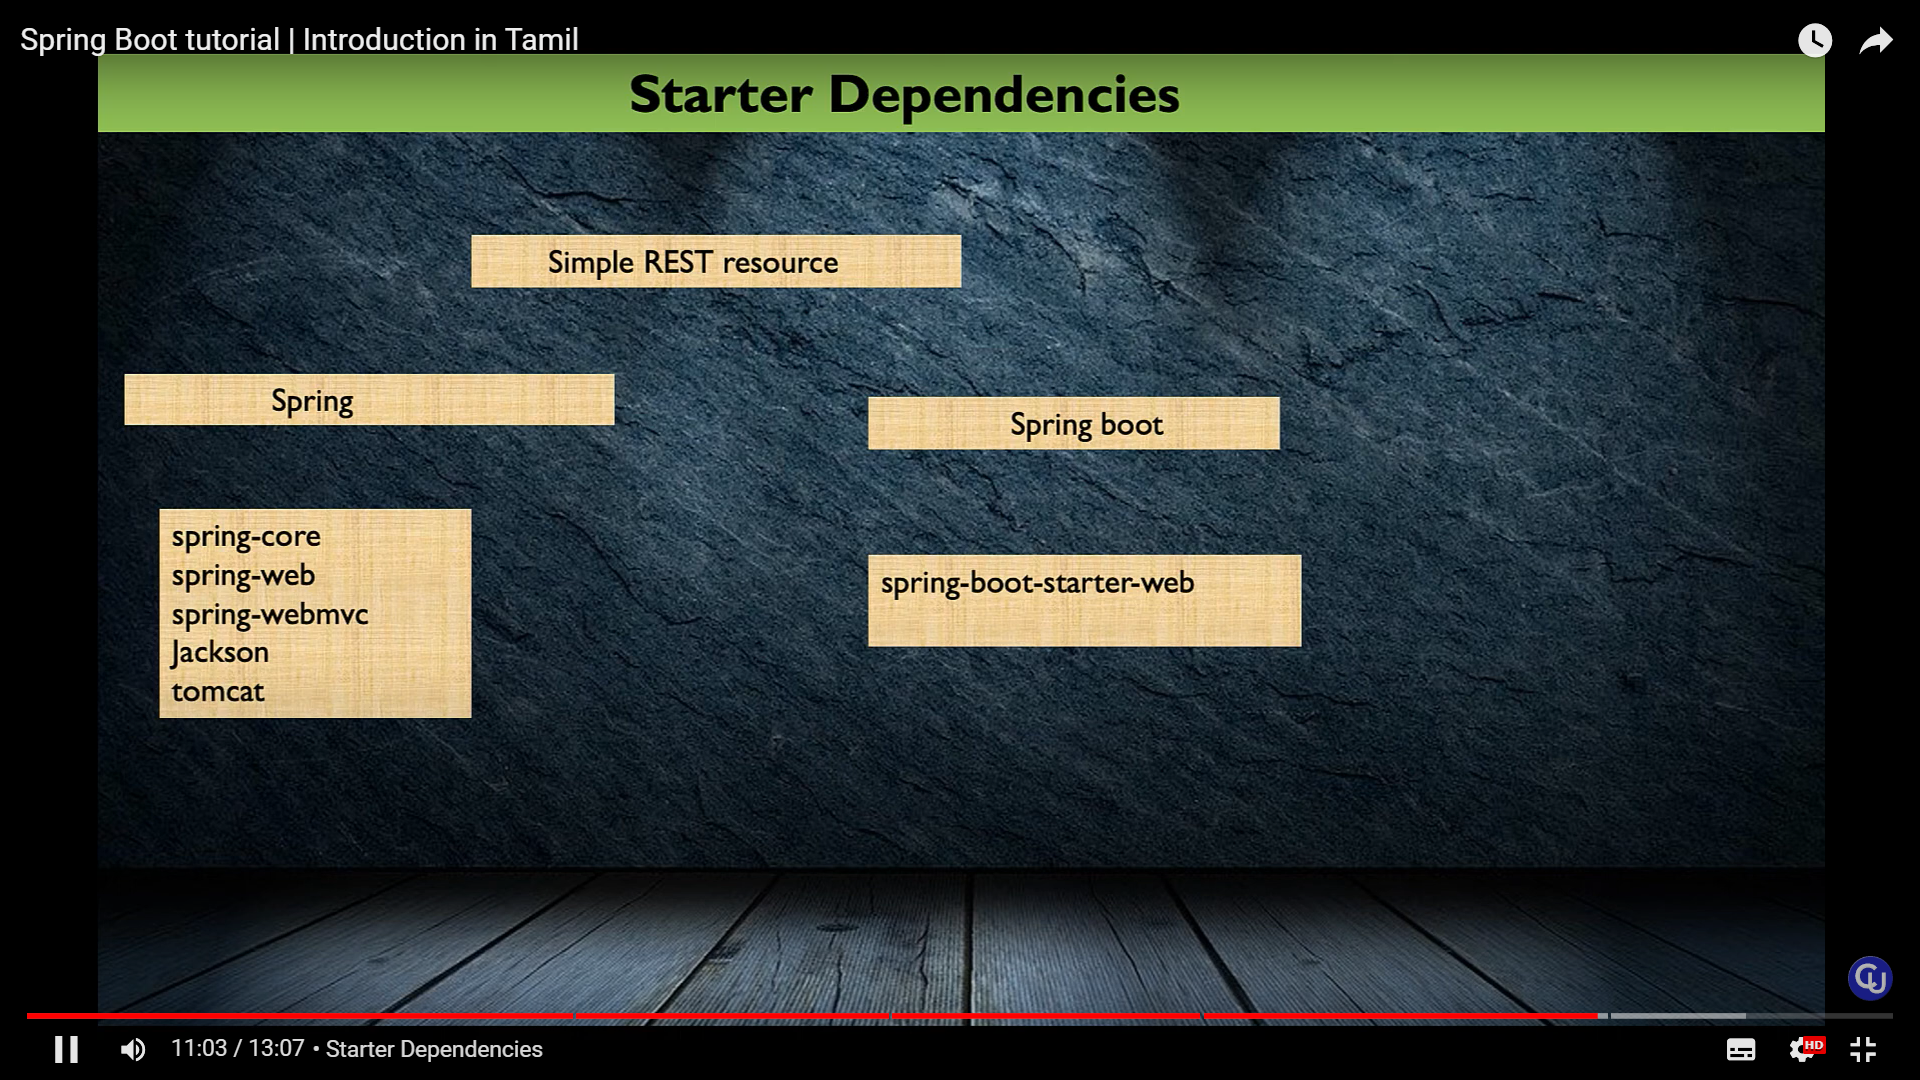 Spring Boot tutorial | Introduction in Tamil
Starter Dependencies
Simple REST resource
Spring
Spring boot
spring-core
spring-web
spring-webmvc
Jackson
tomcat
spring-boot-starter-web
CJ
11:03 / 13:07 • Starter Dependencies
HD